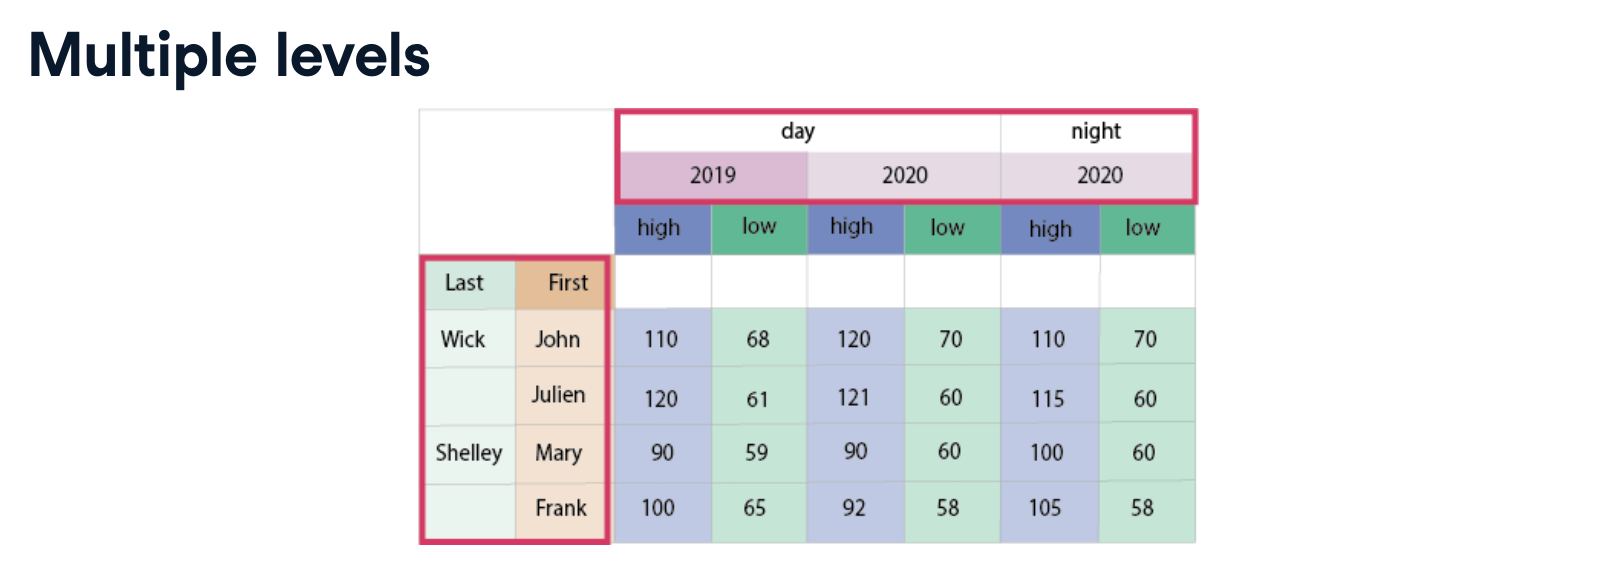 Multiple levels
day night
2019 2020 2020
high low high low high low
Last First
Wick John 110 68 120 70 110 70
Julien 120 61 121 60 115 60
Shelley Mary 90 59 90 60 100 60
Frank 100 65 92 58 105 58